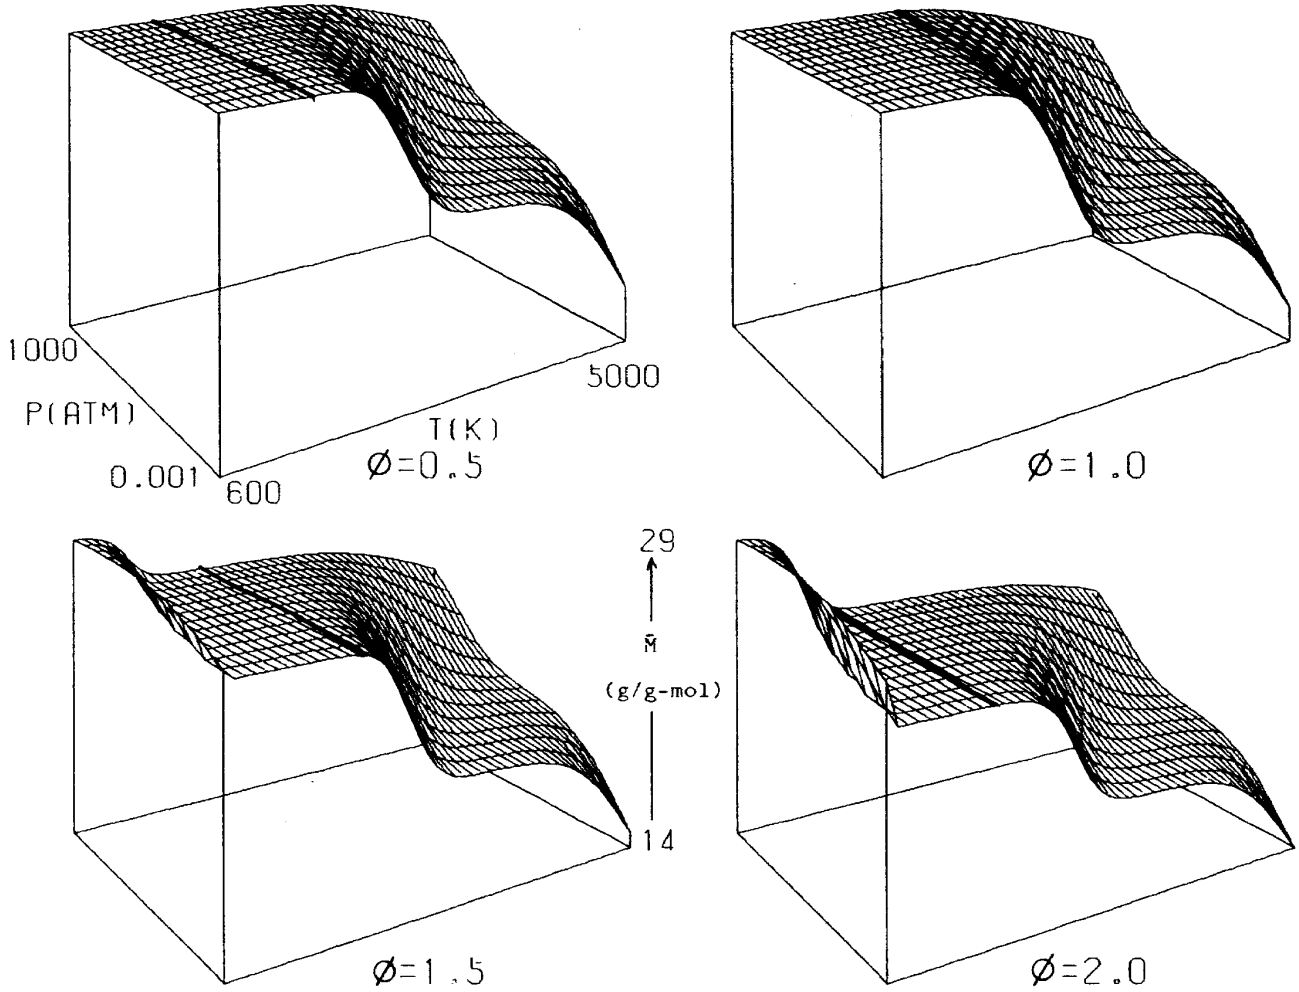 1000
P(ATM)
0.001
600
T(K)
5000
Ø=0.5
Ø=1.0
29
M̄
(g/g-mol)
14
Ø=1.5
Ø=2.0